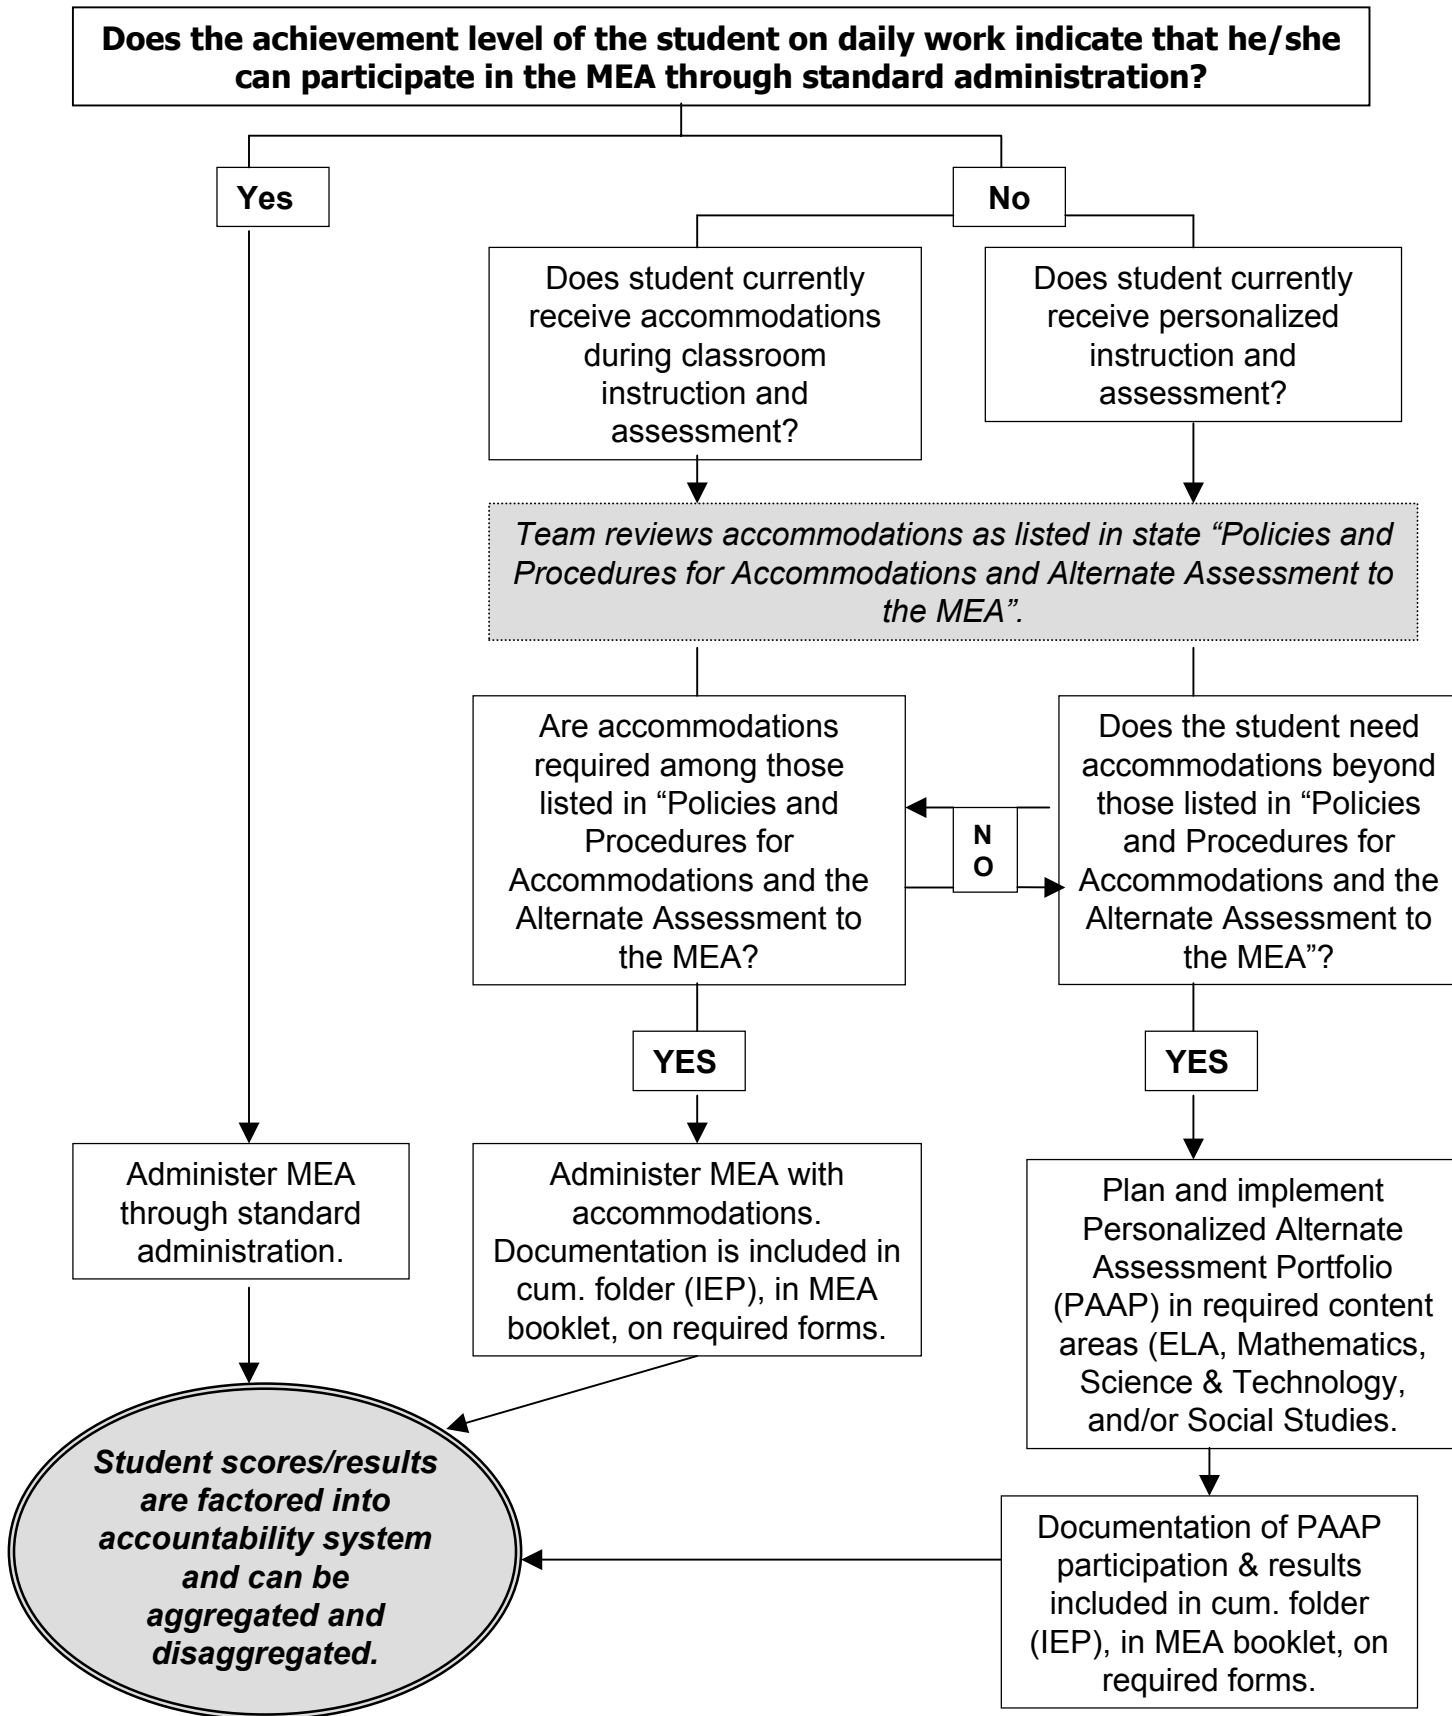 Does the achievement level of the student on daily work indicate that he/she
can participate in the MEA through standard administration?
Yes
No
Does student currently
receive accommodations
during classroom
instruction and
assessment?
Does student currently
receive personalized
instruction and
assessment?
Team reviews accommodations as listed in state “Policies and
Procedures for Accommodations and Alternate Assessment to
the MEA”.
Are accommodations
required among those
listed in “Policies and
Procedures for
Accommodations and the
Alternate Assessment to
the MEA?
N
O
Does the student need
accommodations beyond
those listed in “Policies
and Procedures for
Accommodations and the
Alternate Assessment to
the MEA”?
YES
YES
Administer MEA
through standard
administration.
Administer MEA with
accommodations.
Documentation is included in
cum. folder (IEP), in MEA
booklet, on required forms.
Plan and implement
Personalized Alternate
Assessment Portfolio
(PAAP) in required content
areas (ELA, Mathematics,
Science & Technology,
and/or Social Studies.
Student scores/results
are factored into
accountability system
and can be
aggregated and
disaggregated.
Documentation of PAAP
participation & results
included in cum. folder
(IEP), in MEA booklet, on
required forms.